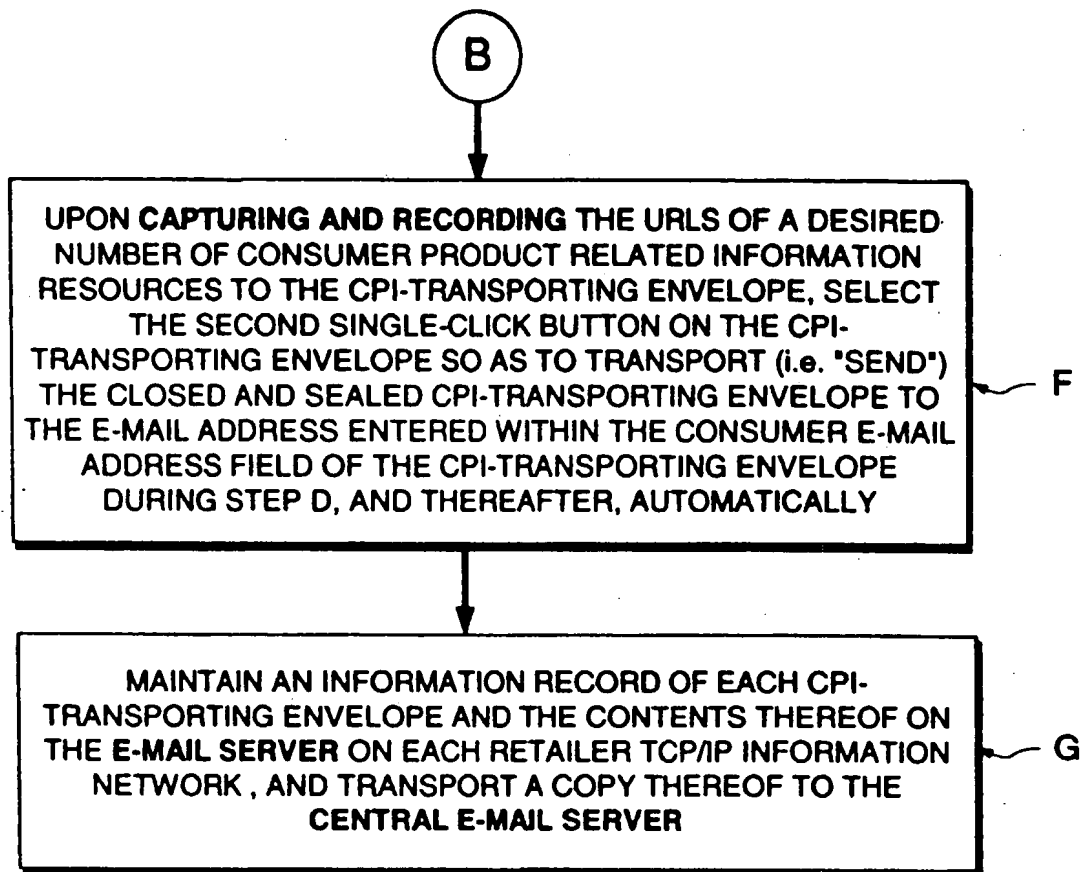 B
UPON CAPTURING AND RECORDING THE URLS OF A DESIRED
NUMBER OF CONSUMER PRODUCT RELATED INFORMATION
RESOURCES TO THE CPI-TRANSPORTING ENVELOPE, SELECT
THE SECOND SINGLE-CLICK BUTTON ON THE CPI-
TRANSPORTING ENVELOPE SO AS TO TRANSPORT (i.e. "SEND")
THE CLOSED AND SEALED CPI-TRANSPORTING ENVELOPE TO
THE E-MAIL ADDRESS ENTERED WITHIN THE CONSUMER E-MAIL
ADDRESS FIELD OF THE CPI-TRANSPORTING ENVELOPE
DURING STEP D, AND THEREAFTER, AUTOMATICALLY
F
MAINTAIN AN INFORMATION RECORD OF EACH CPI-
TRANSPORTING ENVELOPE AND THE CONTENTS THEREOF ON
THE E-MAIL SERVER ON EACH RETAILER TCP/IP INFORMATION
NETWORK , AND TRANSPORT A COPY THEREOF TO THE
CENTRAL E-MAIL SERVER
G